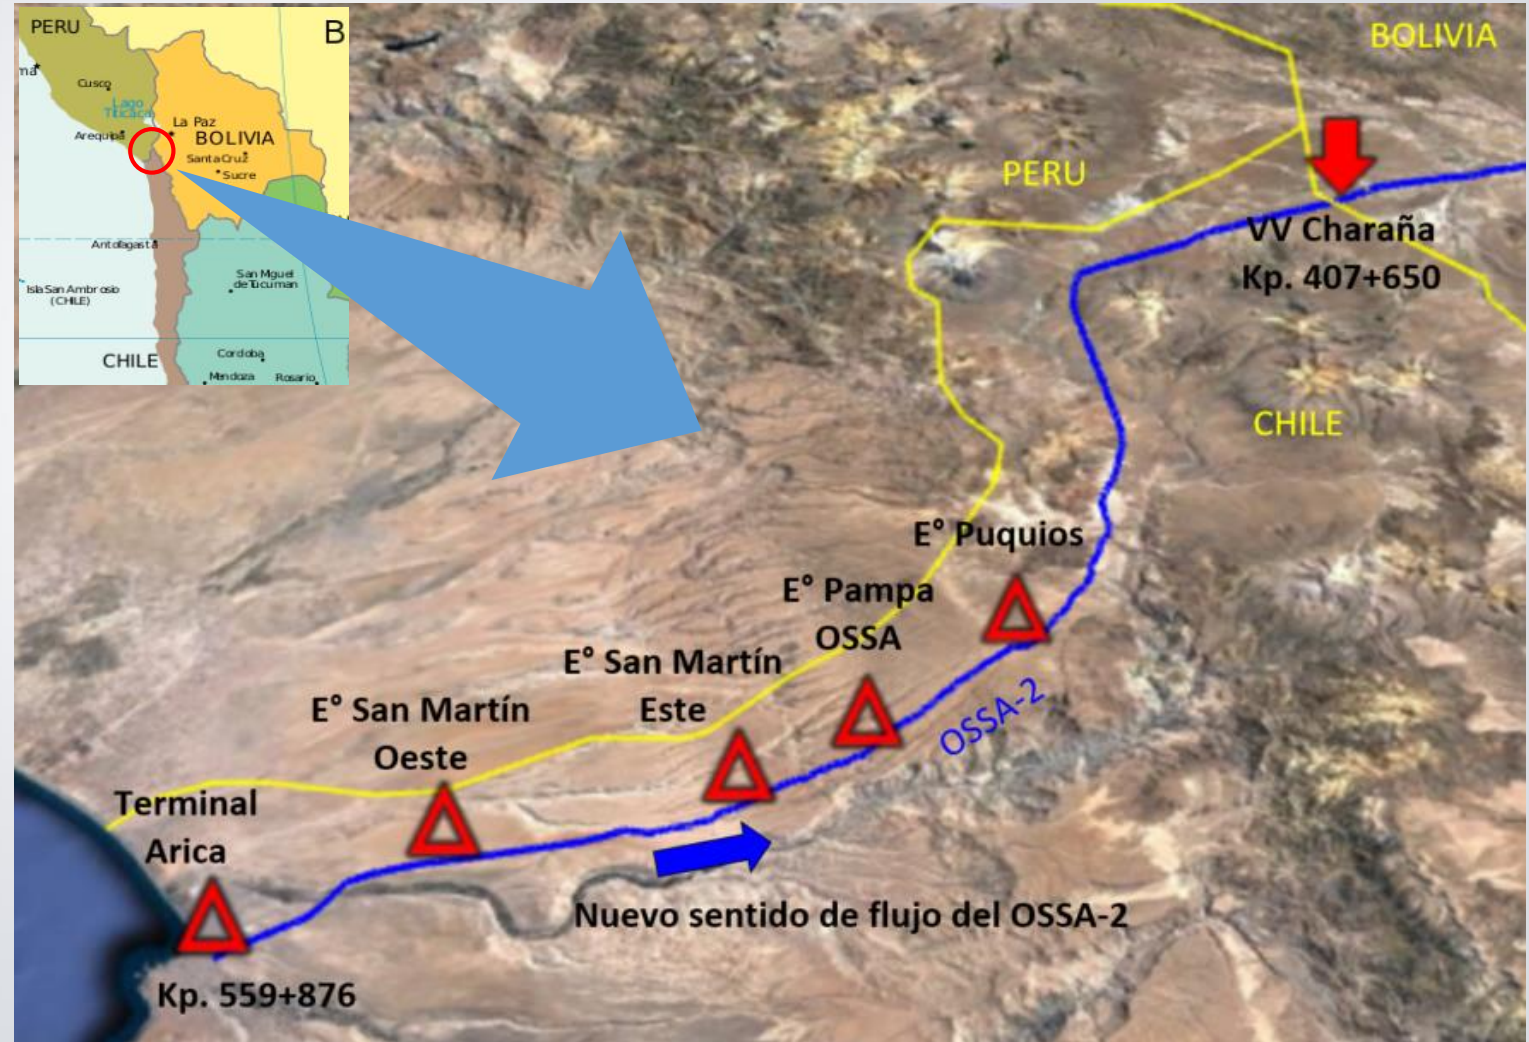 PERU
B
Cusco
Lago
Titicaca
La Paz
Arequipa
BOLIVIA
Santa Cruz
Sucre
Antofagasta
San Miguel
de Tucuman
Isla San Ambrosio
(CHILE)
CHILE
Cordoba
Mendoza
Rosario
BOLIVIA
PERU
VV Charaña
Kp. 407+650
CHILE
E° Puquios
E° Pampa
OSSA
E° San Martín
Este
E° San Martín
Oeste
OSSA-2
Terminal
Arica
Nuevo sentido de flujo del OSSA-2
Kp. 559+876